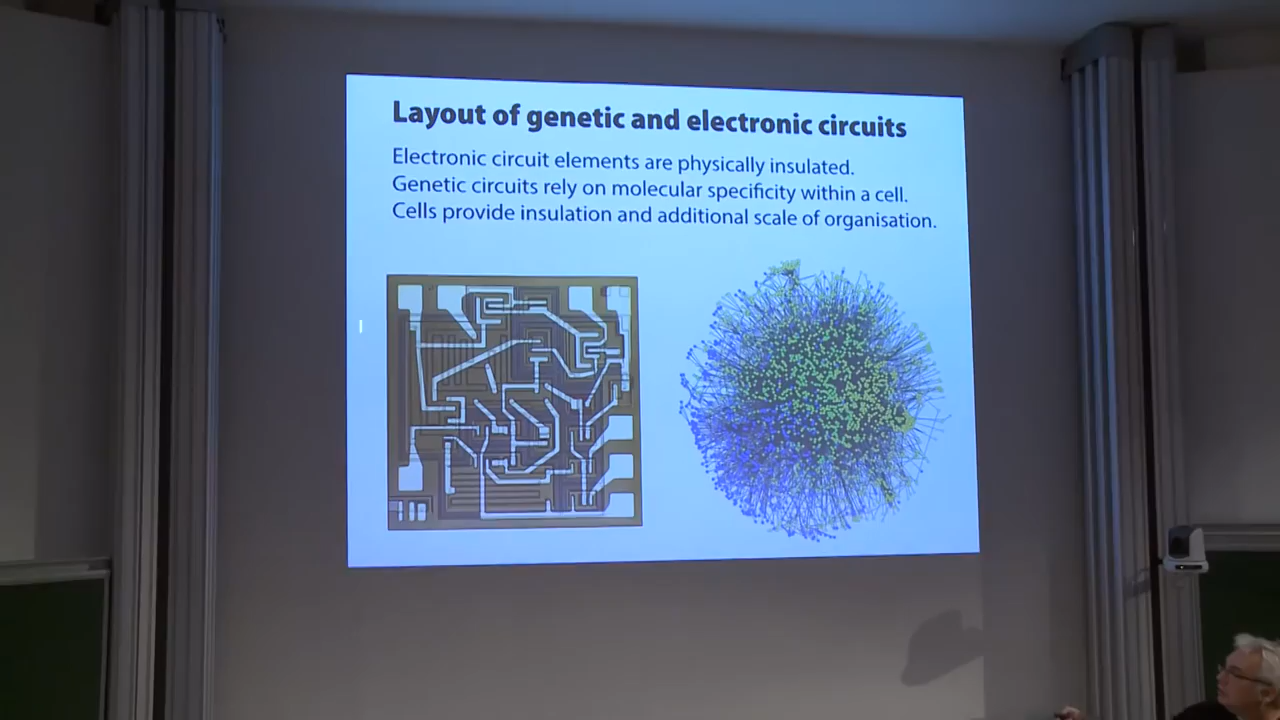 Layout of genetic and electronic circuits
Electronic circuit elements are physically insulated.
Genetic circuits rely on molecular specificity within a cell.
Cells provide insulation and additional scale of organisation.